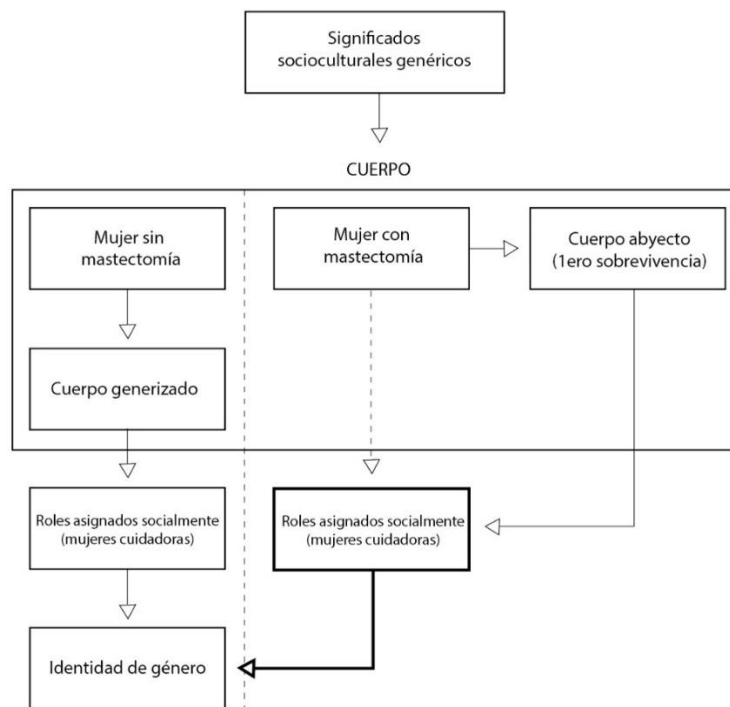 Significados
socioculturales genéricos
CUERPO
Mujer sin
mastectomía
Mujer con
mastectomía
Cuerpo abyecto
(1ero sobrevivencia)
Cuerpo generizado
Roles asignados socialmente
(mujeres cuidadoras)
Roles asignados socialmente
(mujeres cuidadoras)
Identidad de género